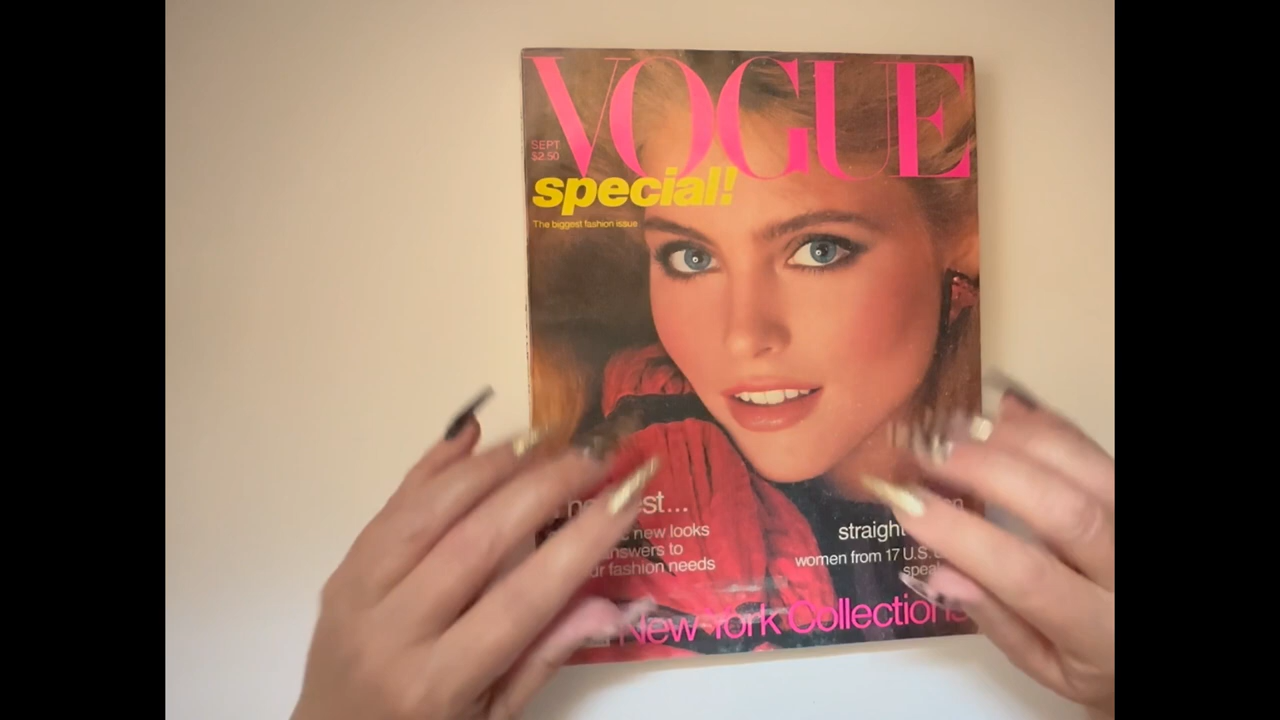 VOGUE
SEPT
$2.50
special!
The biggest fashion issue
new looks
answers to
fashion needs
straight
women from 17 U.S.
New York Collections